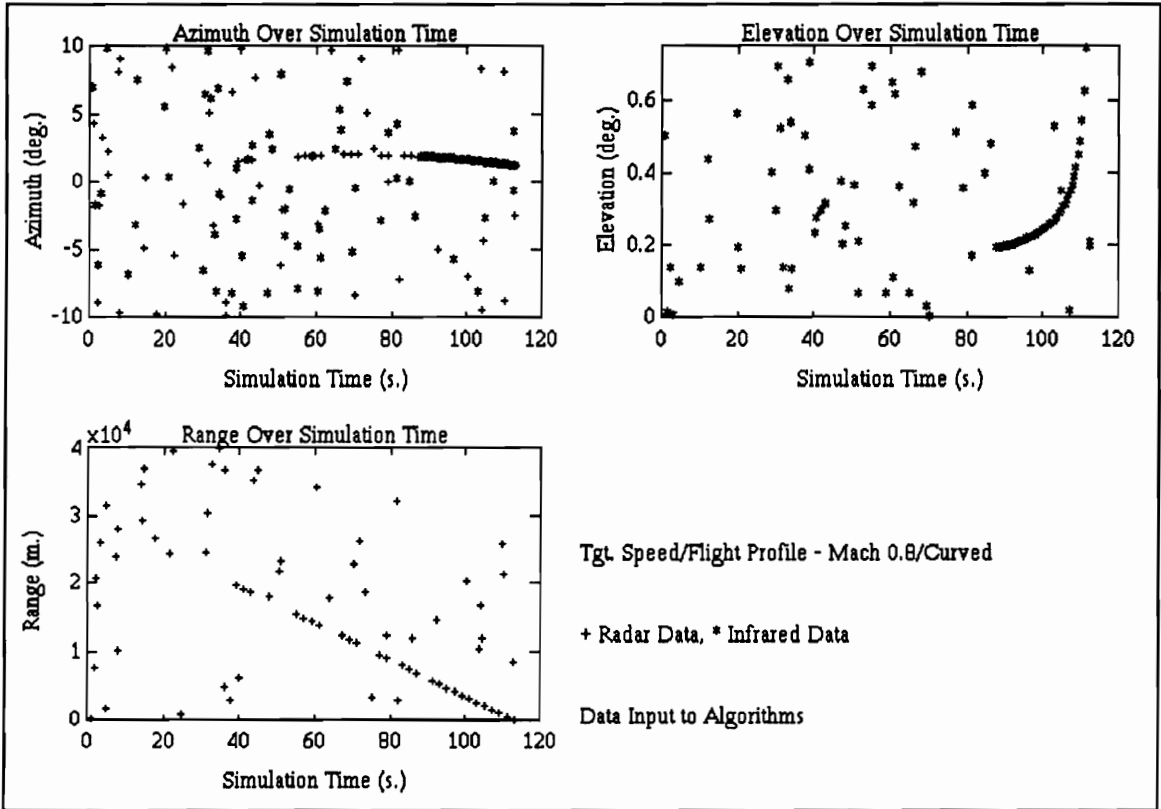 Azimuth Over Simulation Time
10
5
0
-5
-10
Azimuth (deg.)
0 20 40 60 80 100 120
Simulation Time (s.)
Elevation Over Simulation Time
0.6
0.4
0.2
0
Elevation (deg.)
0 20 40 60 80 100 120
Simulation Time (s.)
×10⁴
Range Over Simulation Time
4
3
2
1
0
Range (m.)
0 20 40 60 80 100 120
Simulation Time (s.)
Tgt. Speed/Flight Profile - Mach 0.8/Curved
+ Radar Data, * Infrared Data
Data Input to Algorithms